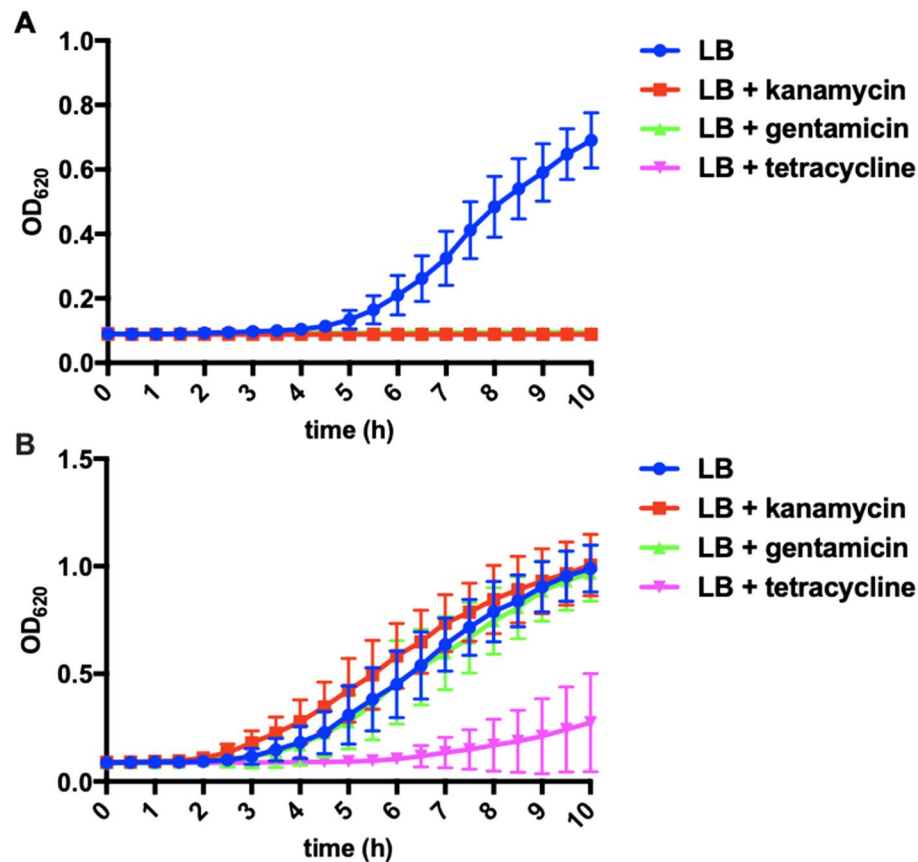 A
1.0
0.8
0.6
0.4
0.2
0.0
OD620
0 1 2 3 4 5 6 7 8 9 10
time (h)
LB
LB + kanamycin
LB + gentamicin
LB + tetracycline
B
1.5
1.0
0.5
0.0
OD620
0 1 2 3 4 5 6 7 8 9 10
time (h)
LB
LB + kanamycin
LB + gentamicin
LB + tetracycline